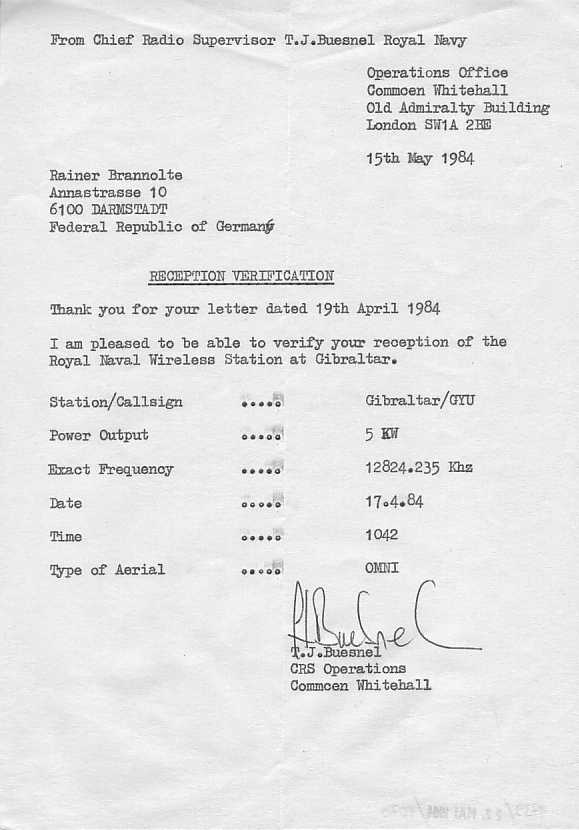 From Chief Radio Supervisor T.J.Buesnel Royal Navy
Operations Office
Commcen Whitehall
Old Admiralty Building
London SW1A 2BE
15th May 1984
Rainer Brannolte
Annastrasse 10
6100 DARMSTADT
Federal Republic of Germany
RECEPTION VERIFICATION
Thank you for your letter dated 19th April 1984
I am pleased to be able to verify your reception of the
Royal Naval Wireless Station at Gibraltar.
Station/Callsign ..... Gibraltar/GYU
Power Output ..... 5 KW
Exact Frequency ..... 12824.235 Khz
Date ..... 17.4.84
Time ..... 1042
Type of Aerial ..... OMNI
T.J.Buesnel
CRS Operations
Commcen Whitehall